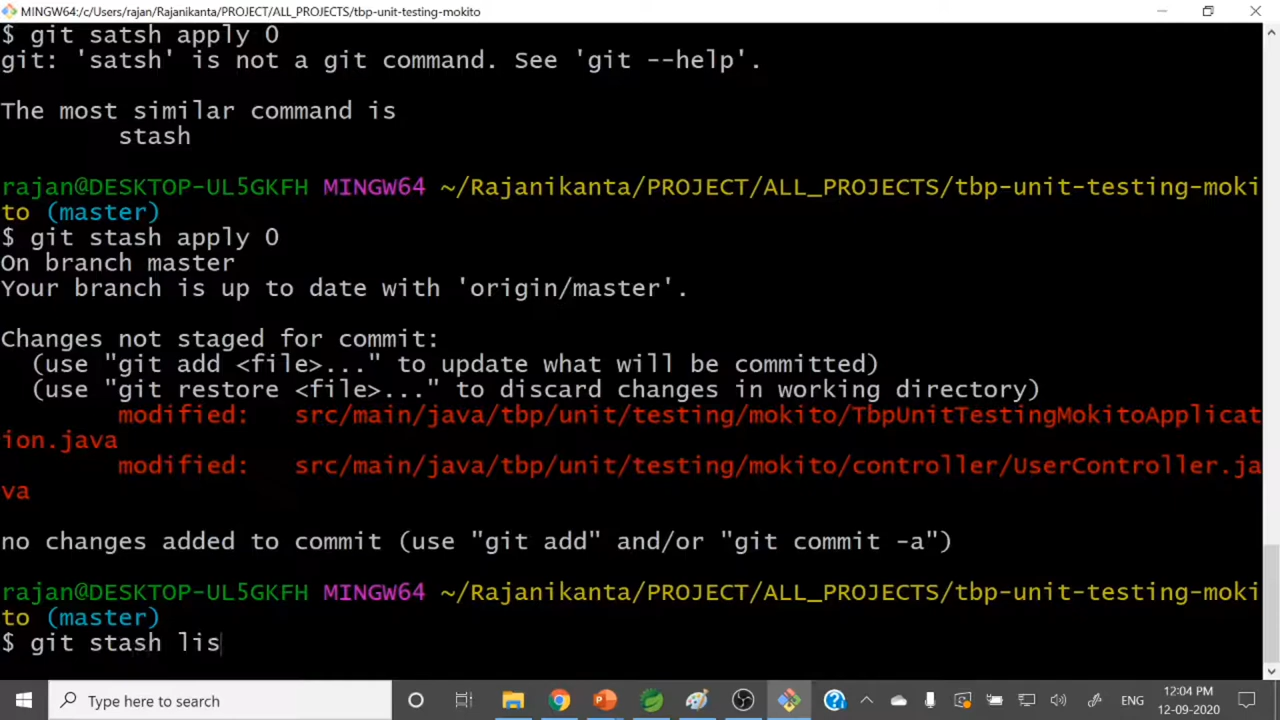 MINGW64:/c/Users/rajan/Rajanikanta/PROJECT/ALL_PROJECTS/tbp-unit-testing-mokito
$ git satsh apply 0
git: 'satsh' is not a git command. See 'git --help'.
The most similar command is
stash
rajan@DESKTOP-UL5GKFH MINGW64 ~/Rajanikanta/PROJECT/ALL_PROJECTS/tbp-unit-testing-moki
to (master)
$ git stash apply 0
On branch master
Your branch is up to date with 'origin/master'.
Changes not staged for commit:
(use "git add <file>..." to update what will be committed)
(use "git restore <file>..." to discard changes in working directory)
modified: src/main/java/tbp/unit/testing/mokito/TbpUnitTestingMokitoApplicat
ion.java
modified: src/main/java/tbp/unit/testing/mokito/controller/UserController.ja
va
no changes added to commit (use "git add" and/or "git commit -a")
rajan@DESKTOP-UL5GKFH MINGW64 ~/Rajanikanta/PROJECT/ALL_PROJECTS/tbp-unit-testing-moki
to (master)
$ git stash lis
Type here to search
ENG
12:04 PM
12-09-2020